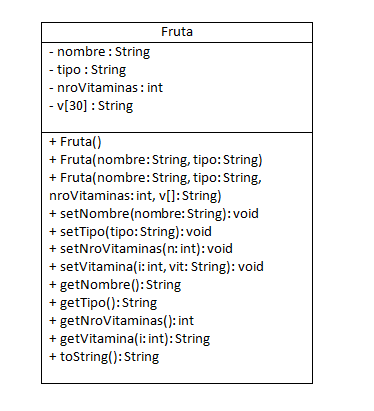 Fruta
- nombre : String
- tipo : String
- nroVitaminas : int
- v[30] : String
+ Fruta()
+ Fruta(nombre: String, tipo: String)
+ Fruta(nombre: String, tipo: String,
nroVitaminas: int, v[]: String)
+ setNombre(nombre: String): void
+ setTipo(tipo: String): void
+ setNroVitaminas(n: int): void
+ setVitamina(i: int, vit: String): void
+ getNombre(): String
+ getTipo(): String
+ getNroVitaminas(): int
+ getVitamina(i: int): String
+ toString(): String